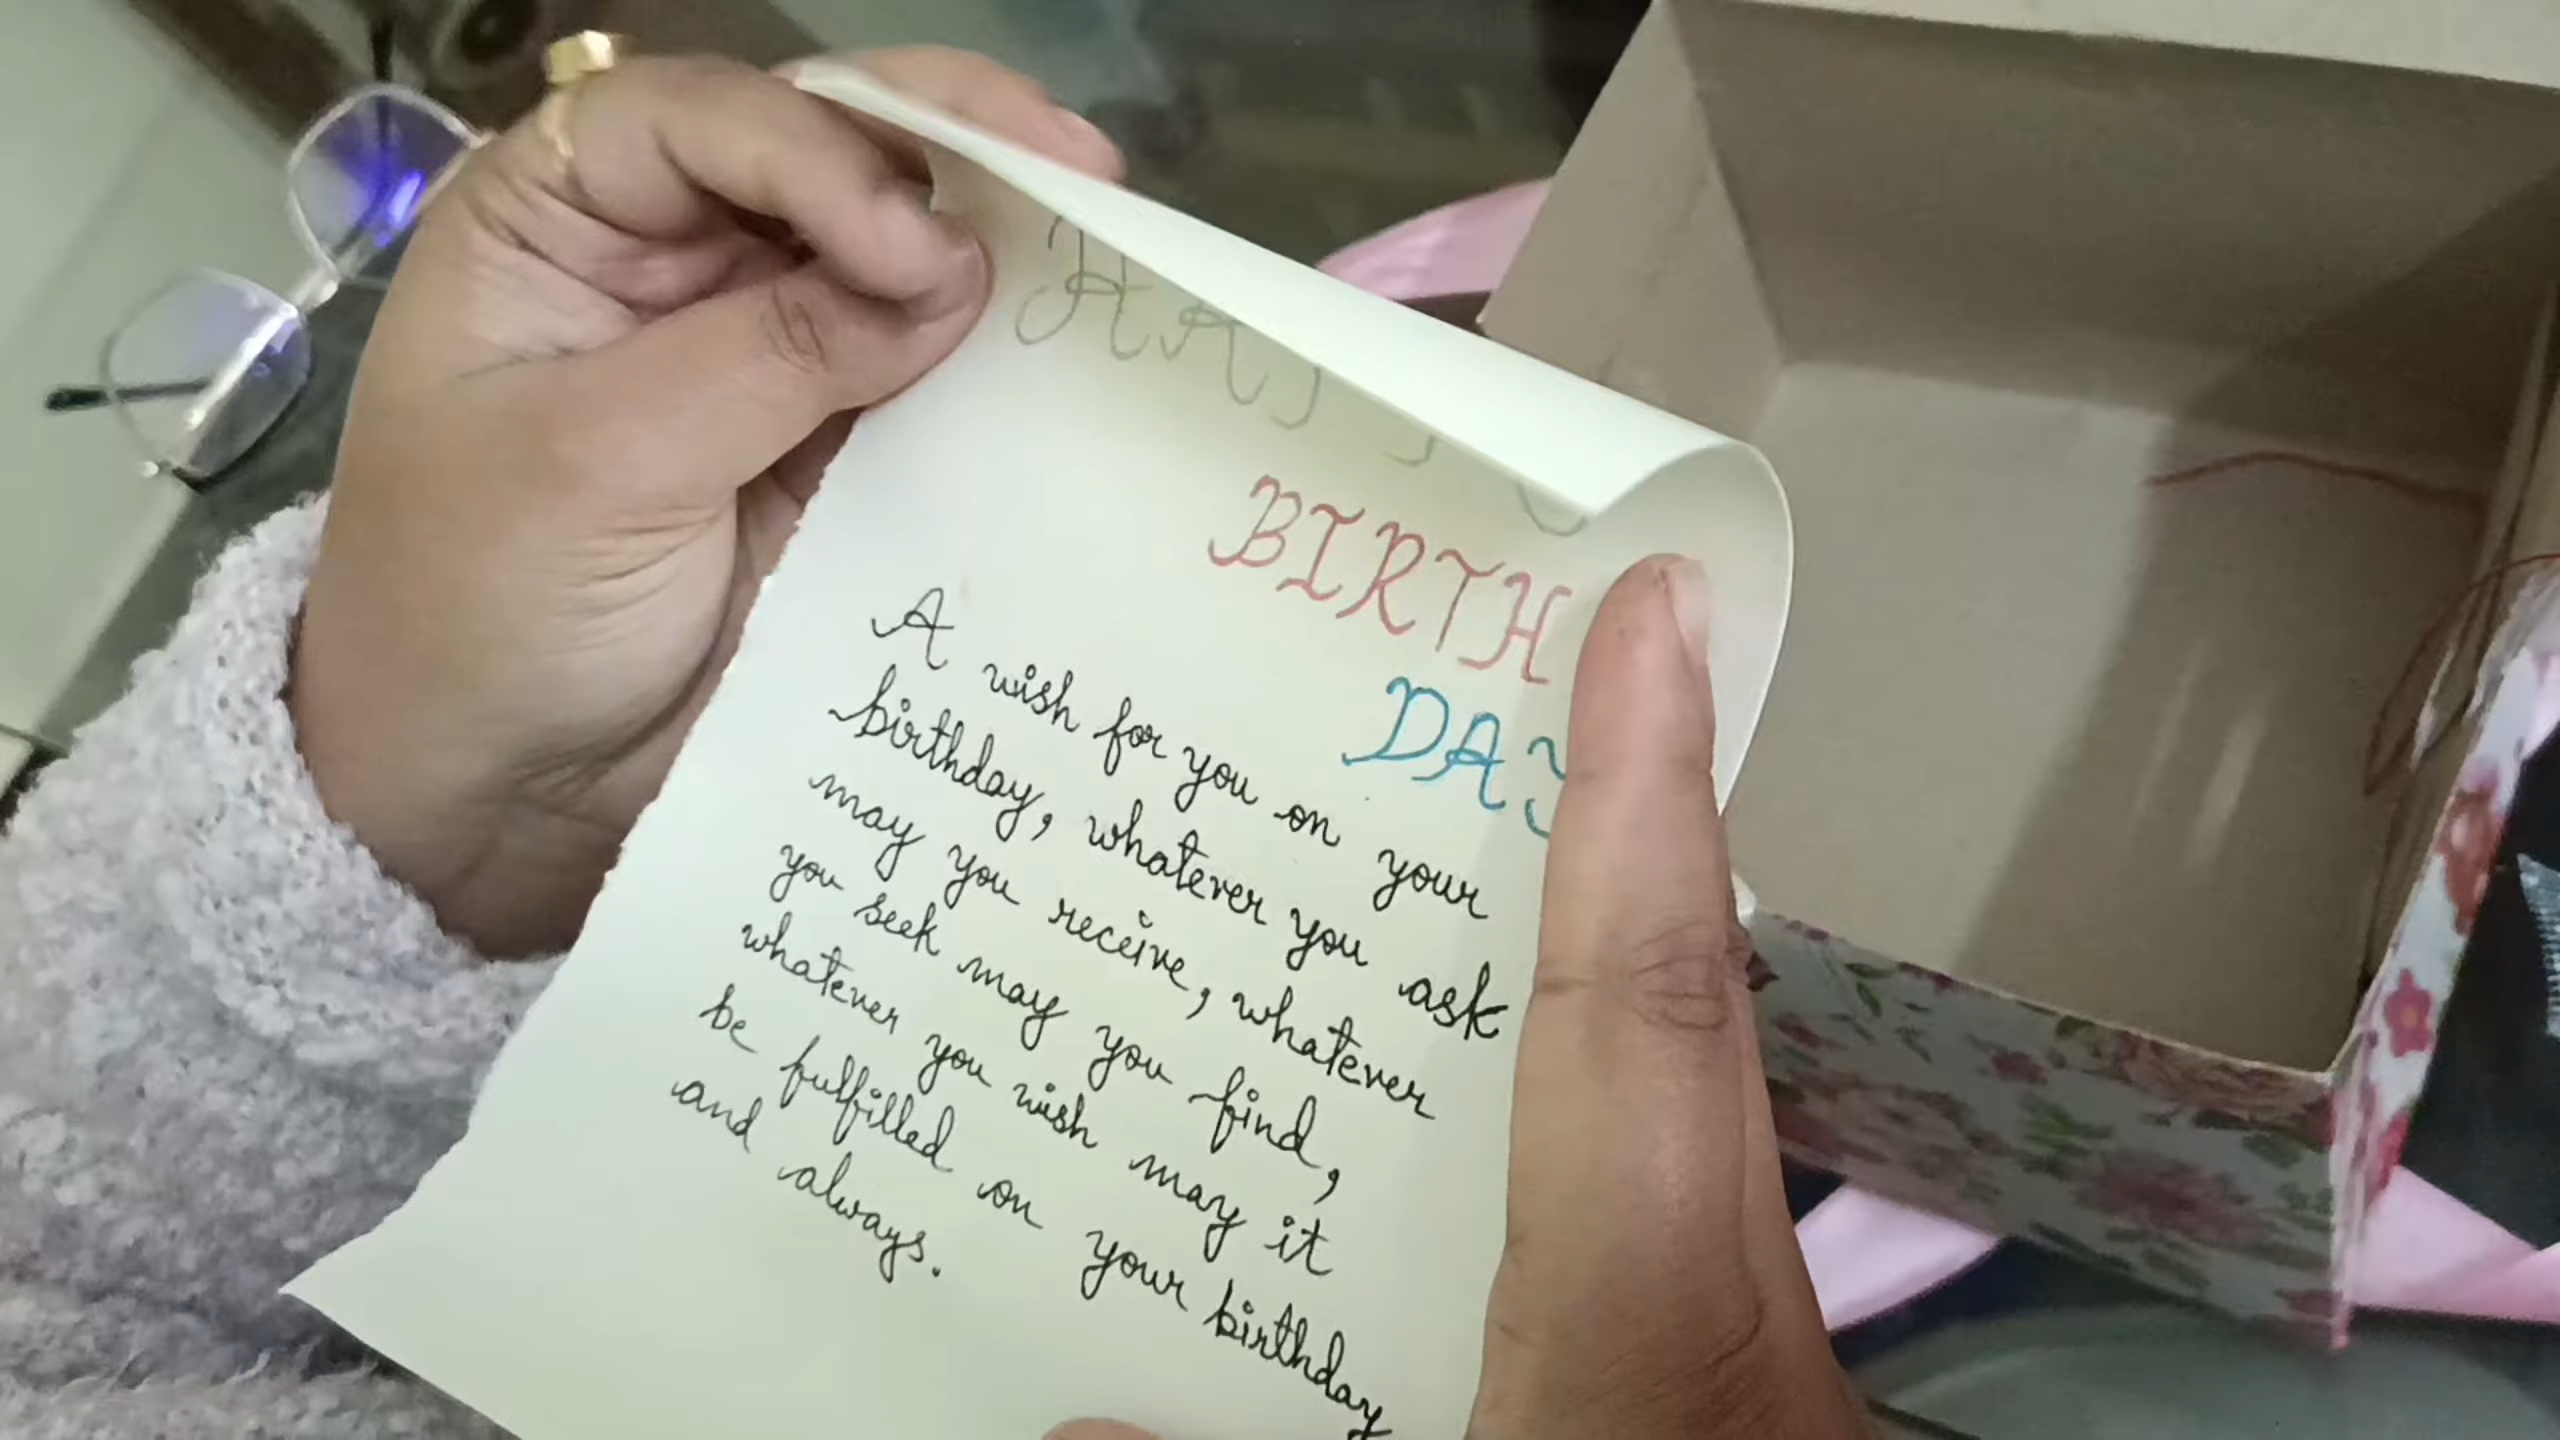 BIRTH
DAY
A wish for you on your
birthday, whatever you ask
may you receive, whatever
you seek may you find,
whatever you wish may it
be fulfilled on your birthday
and always.